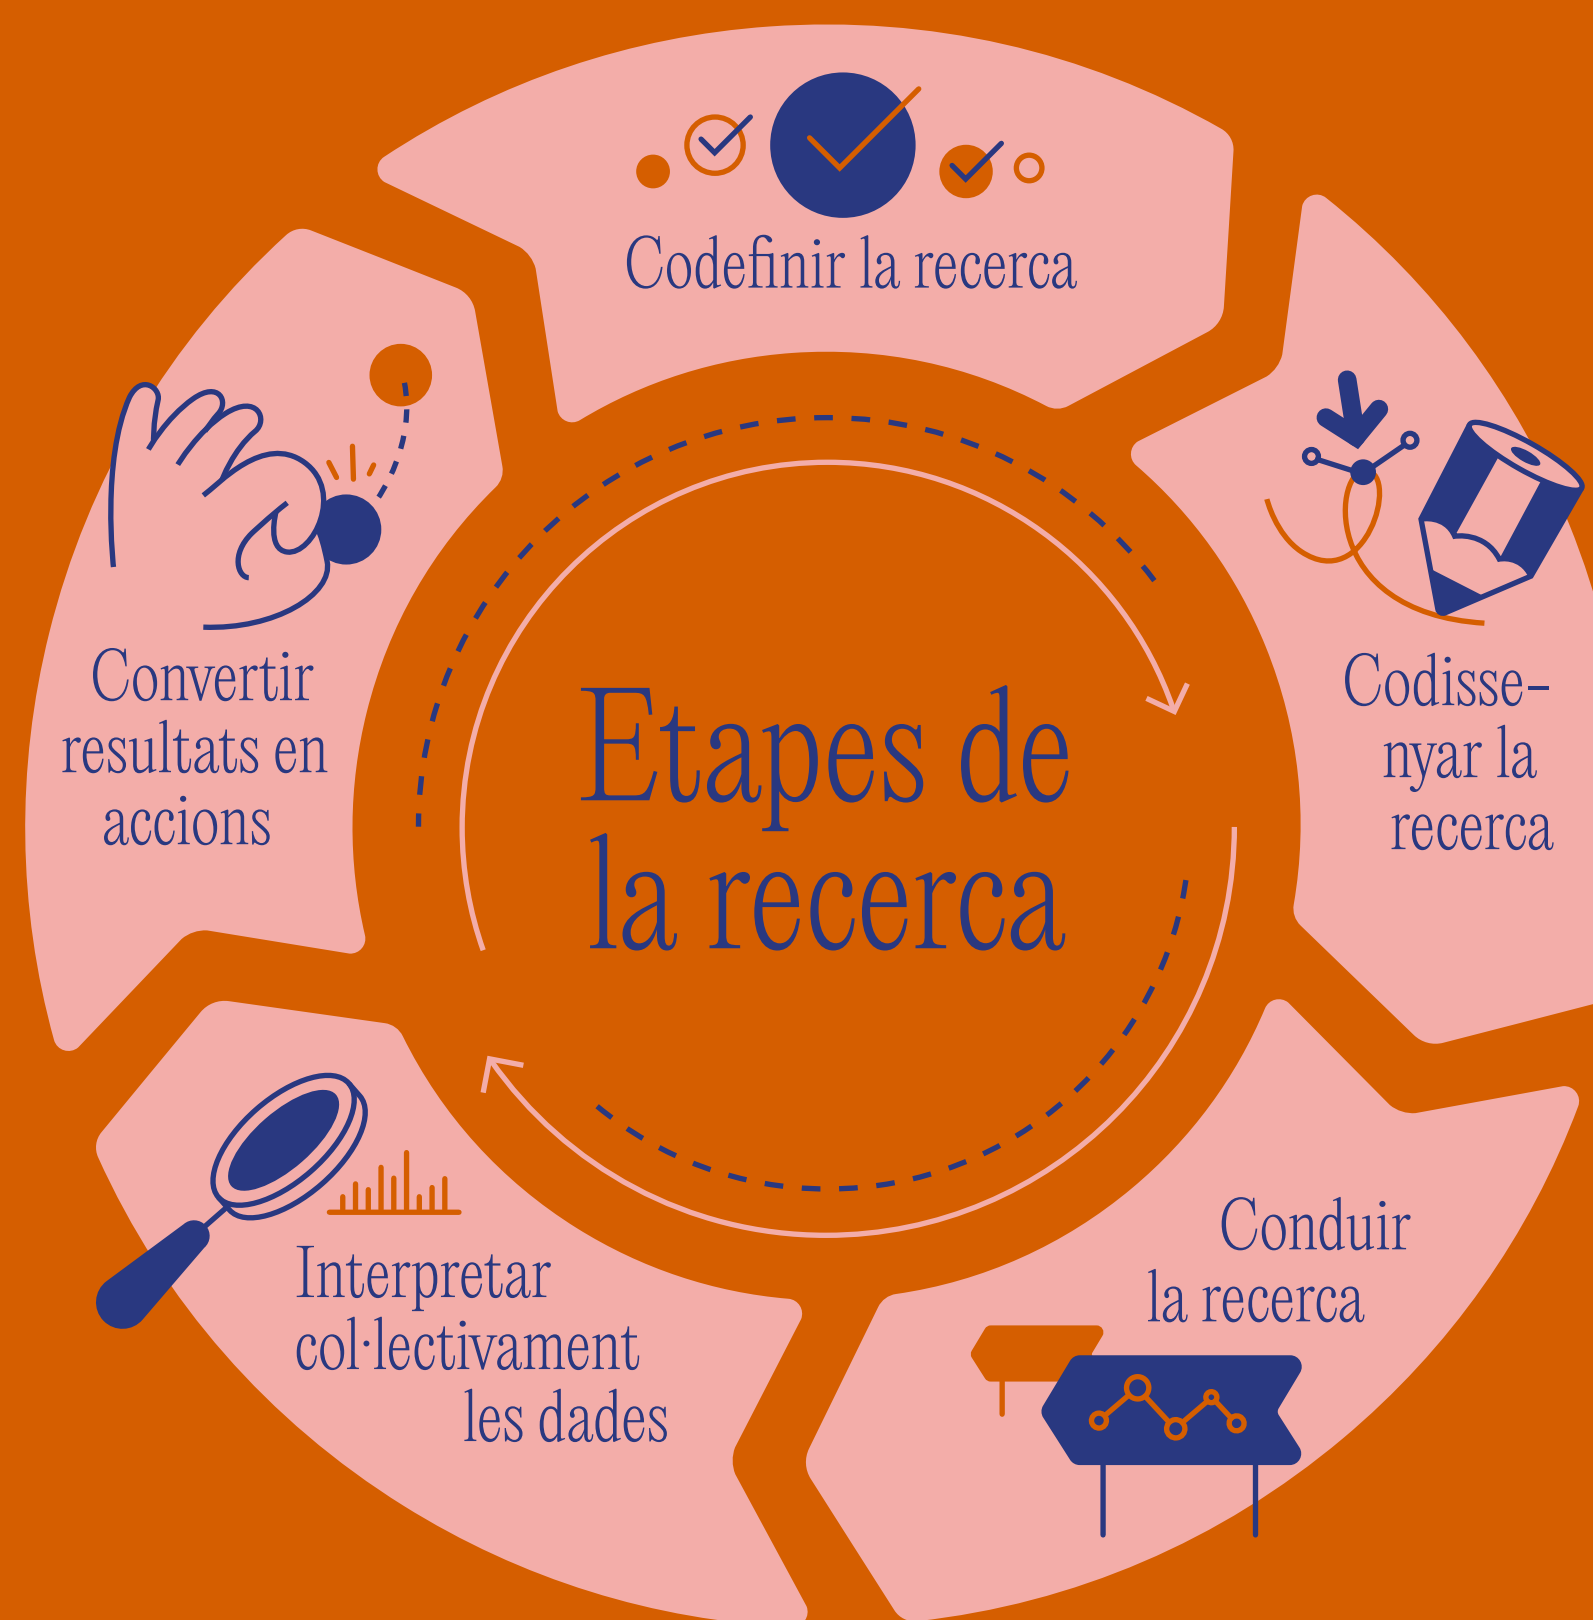 Codefinir la recerca
Codisse-
nyar la
recerca
Conduir
la recerca
Interpretar
col·lectivament
les dades
Convertir
resultats en
accions
Etapes de
la recerca